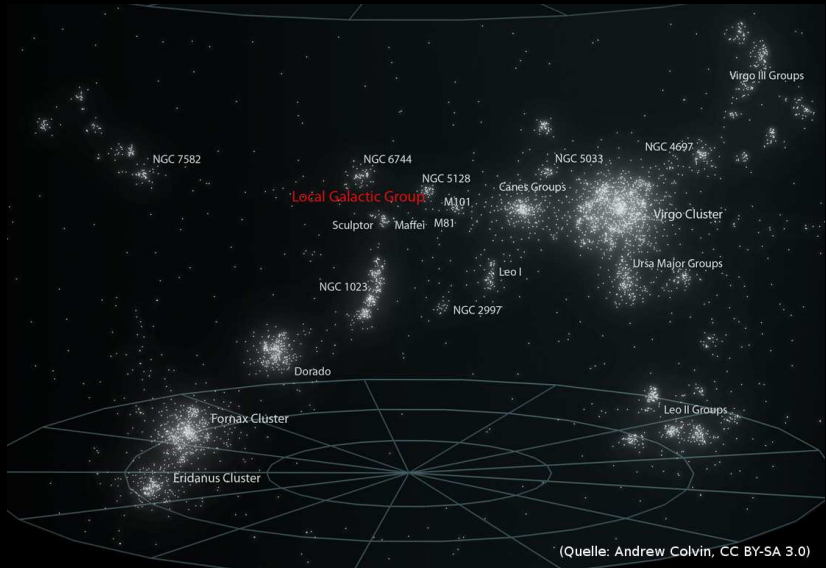 Virgo III Groups
NGC 7582
NGC 6744
NGC 5033
NGC 4697
NGC 5128
Canes Groups
Local Galactic Group
M101
Virgo Cluster
Sculptor
Maffei
M81
Ursa Major Groups
Leo I
NGC 1023
NGC 2997
Dorado
Leo II Groups
Fornax Cluster
Eridanus Cluster
(Quelle: Andrew Colvin, CC BY-SA 3.0)